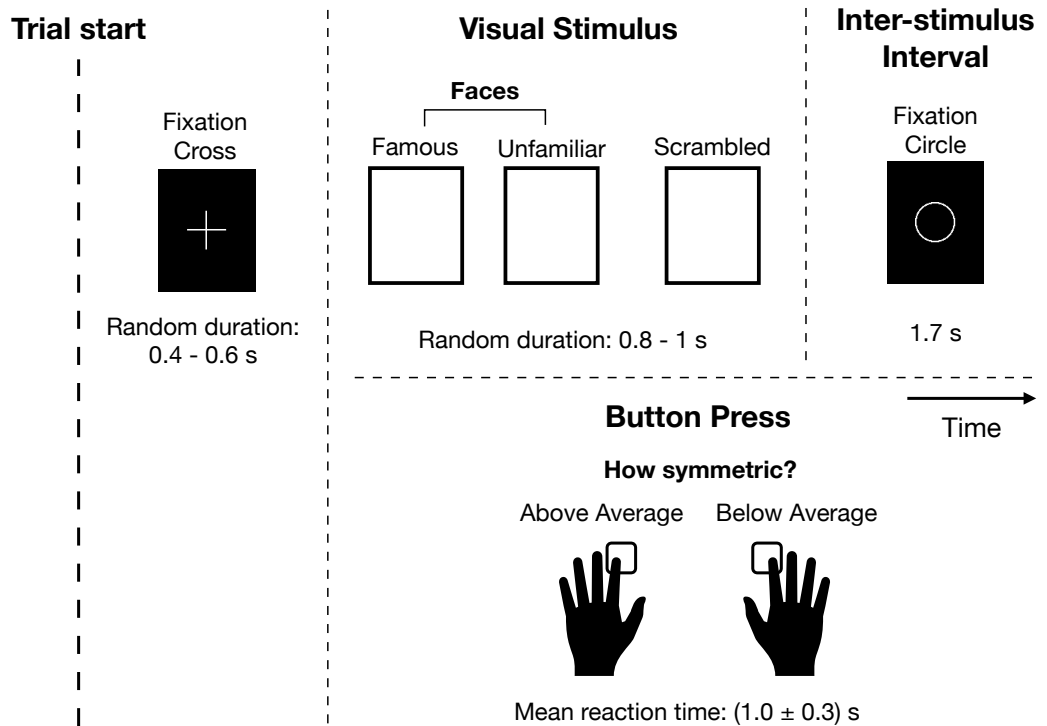 Trial start
Fixation
Cross
Random duration:
0.4 - 0.6 s
Visual Stimulus
Faces
Famous
Unfamiliar
Scrambled
Random duration: 0.8 - 1 s
Inter-stimulus
Interval
Fixation
Circle
1.7 s
Time
Button Press
How symmetric?
Above Average
Below Average
Mean reaction time: (1.0 ± 0.3) s